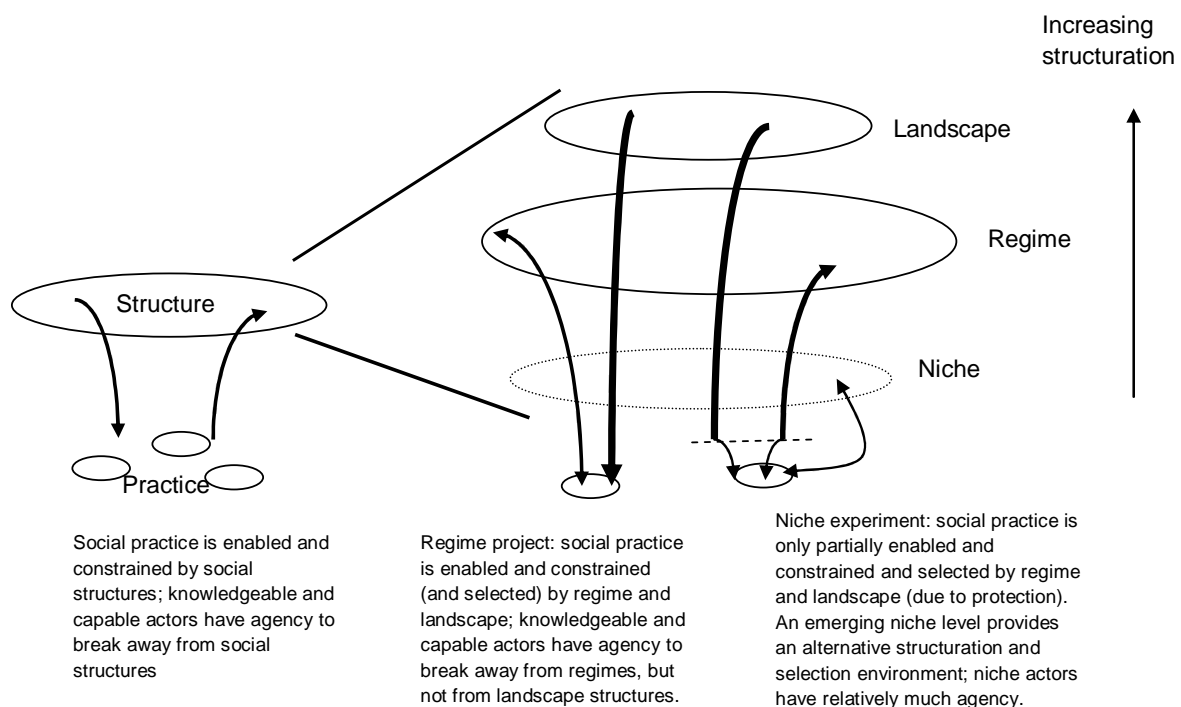 Increasing
structuration
Landscape
Regime
Structure
Niche
Practice
Social practice is enabled and
constrained by social
structures; knowledgeable and
capable actors have agency to
break away from social
structures
Regime project: social practice
is enabled and constrained
(and selected) by regime and
landscape; knowledgeable and
capable actors have agency to
break away from regimes, but
not from landscape structures.
Niche experiment: social practice is
only partially enabled and
constrained and selected by regime
and landscape (due to protection).
An emerging niche level provides
an alternative structuration and
selection environment; niche actors
have relatively much agency.